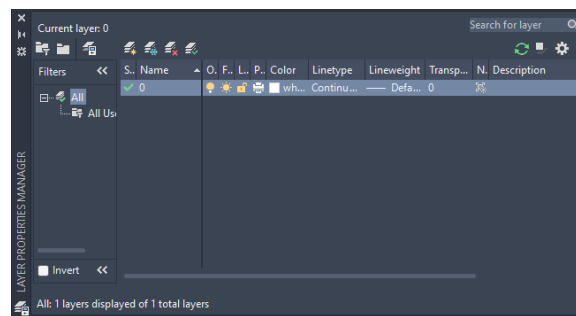 Current layer: 0
Search for layer
Filters
S.. Name O. F.. L.. P.. Color Linetype Lineweight Transp... N. Description
All
0 wh... Continu... Defa... 0
All Us
LAYER PROPERTIES MANAGER
Invert
All: 1 layers displayed of 1 total layers